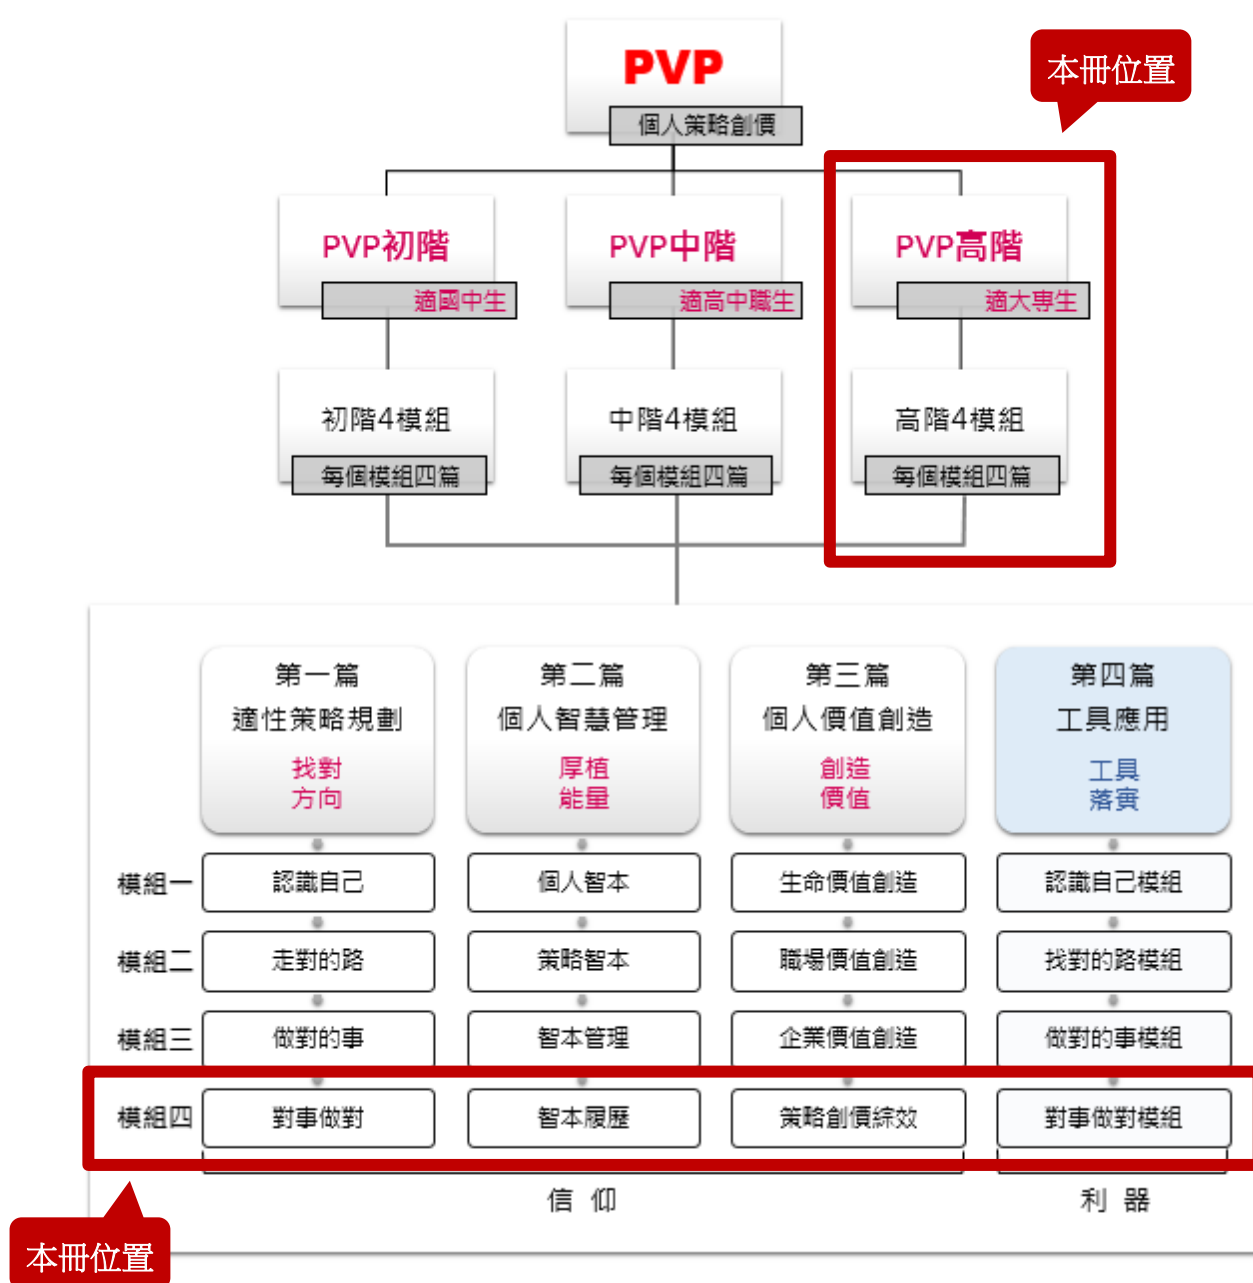 PVP
個人策略創價
本冊位置
PVP初階
適國中生
PVP中階
適高中職生
PVP高階
適大專生
初階4模組
每個模組四篇
中階4模組
每個模組四篇
高階4模組
每個模組四篇
第一篇
適性策略規劃
找對
方向
第二篇
個人智慧管理
厚植
能量
第三篇
個人價值創造
創造
價值
第四篇
工具應用
工具
落實
模組一
認識自己
個人智本
生命價值創造
認識自己模組
模組二
走對的路
策略智本
職場價值創造
找對的路模組
模組三
做對的事
智本管理
企業價值創造
做對的事模組
模組四
對事做對
智本履歷
策略創價綜效
對事做對模組
信仰
利器
本冊位置